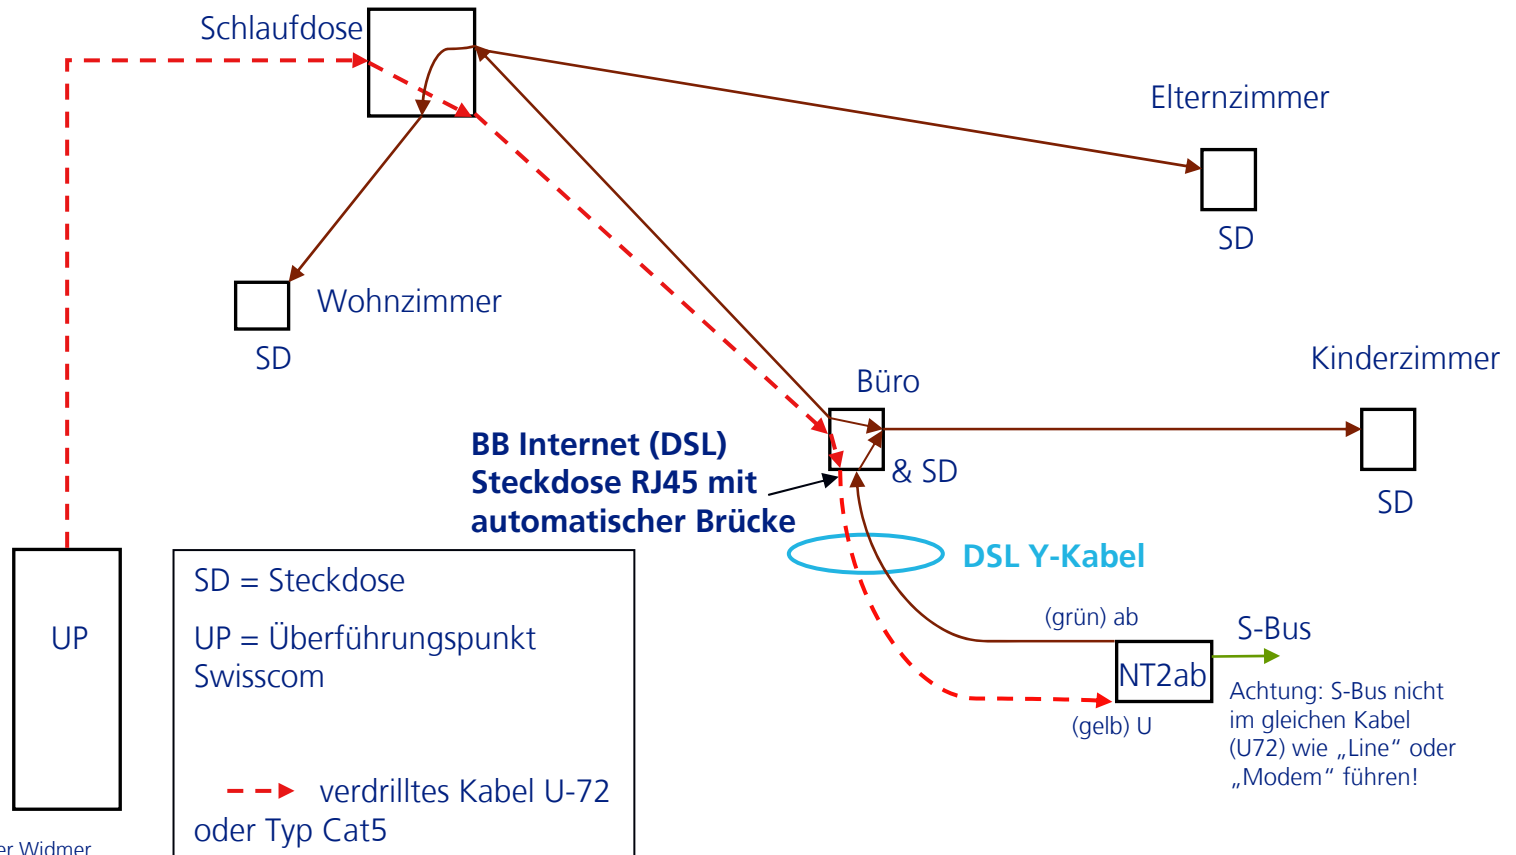 Schlaufdose
Elternzimmer
SD
Wohnzimmer
SD
Kinderzimmer
SD
Büro
& SD
BB Internet (DSL)
Steckdose RJ45 mit
automatischer Brücke
DSL Y-Kabel
(grün) ab
S-Bus
NT2ab
(gelb) U
Achtung: S-Bus nicht
im gleichen Kabel
(U72) wie „Line“ oder
„Modem“ führen!
UP
SD = Steckdose
UP = Überführungspunkt
Swisscom
verdrilltes Kabel U-72
oder Typ Cat5
er Widmer